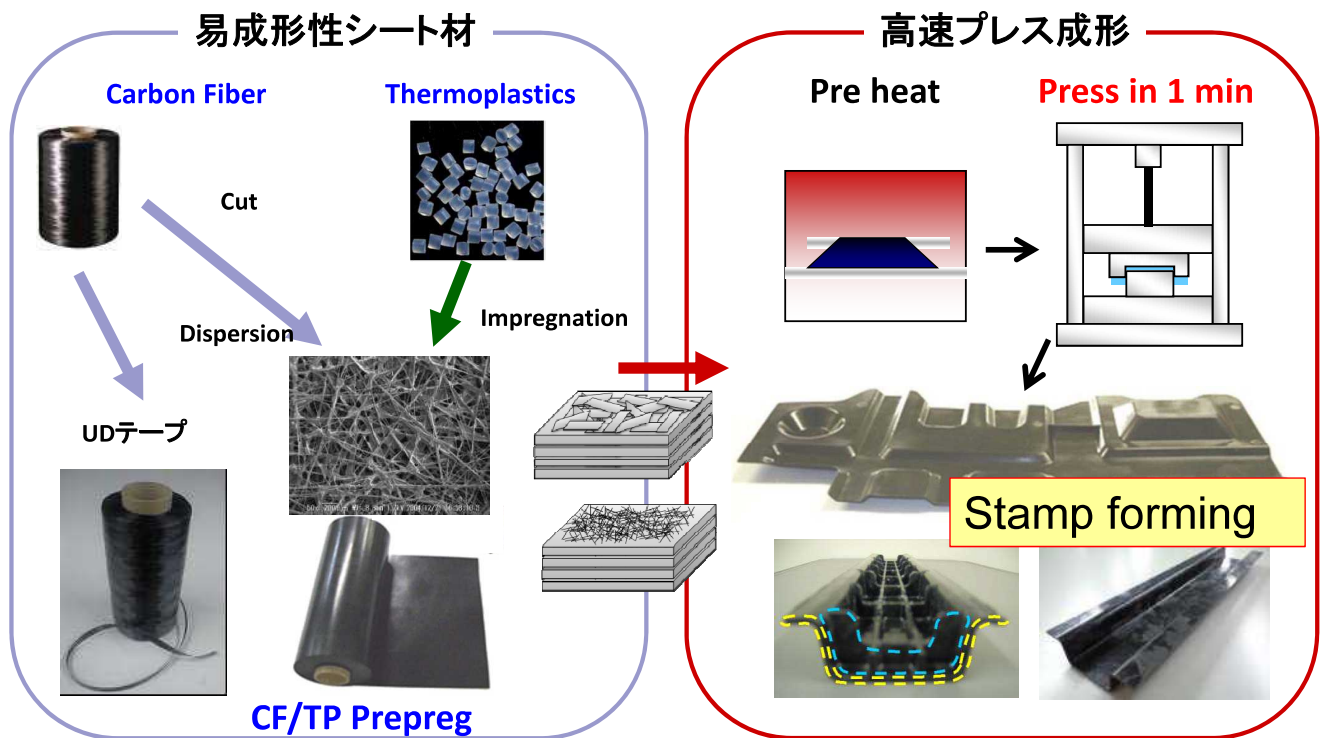 易成形性シート材
高速プレス成形
Carbon Fiber
Thermoplastics
Cut
Dispersion
Impregnation
UDテープ
CF/TP Prepreg
Pre heat
Press in 1 min
Stamp forming